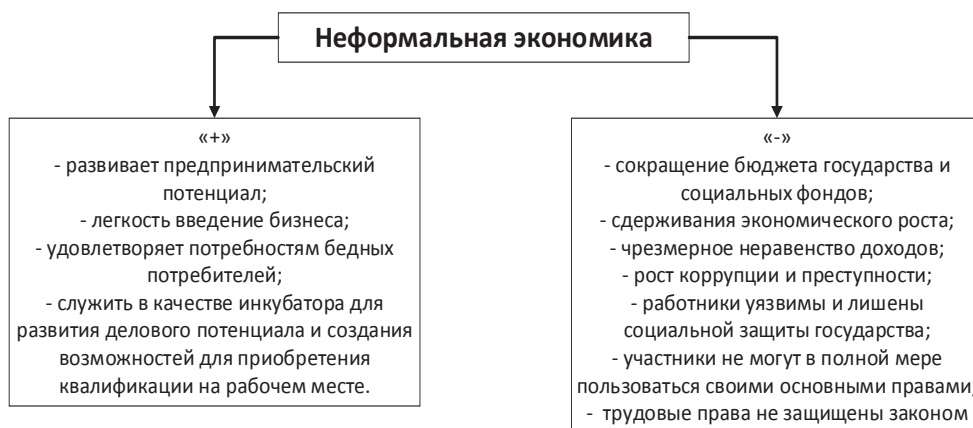 Неформальная экономика
«+»
- развивает предпринимательский
потенциал;
- легкость введение бизнеса;
- удовлетворяет потребностям бедных
потребителей;
- служить в качестве инкубатора для
развития делового потенциала и создания
возможностей для приобретения
квалификации на рабочем месте.
«-»
- сокращение бюджета государства и
социальных фондов;
- сдерживания экономического роста;
- чрезмерное неравенство доходов;
- рост коррупции и преступности;
- работники уязвимы и лишены
социальной защиты государства;
- участники не могут в полной мере
пользоваться своими основными правами;
- трудовые права не защищены законом